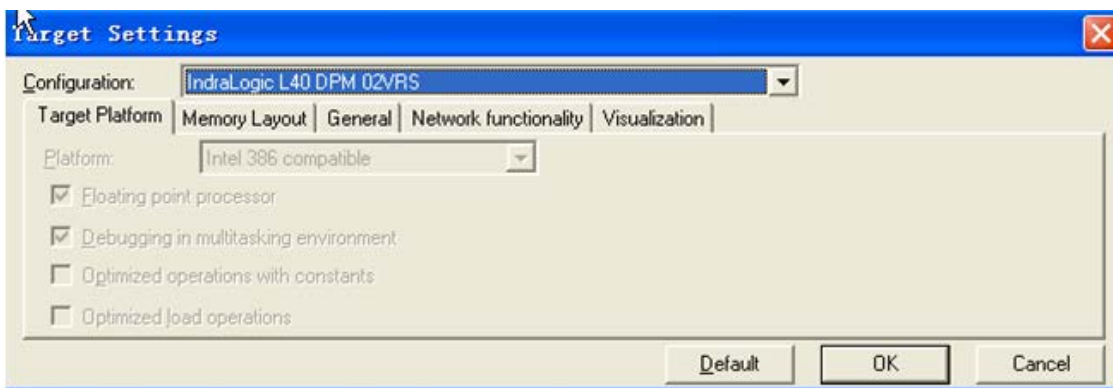 Target Settings
Configuration: IndraLogic L40 DPM 02VRS
Target Platform Memory Layout General Network functionality Visualization
Platform: Intel 386 compatible
Floating point processor
Debugging in multitasking environment
Optimized operations with constants
Optimized load operations
Default OK Cancel